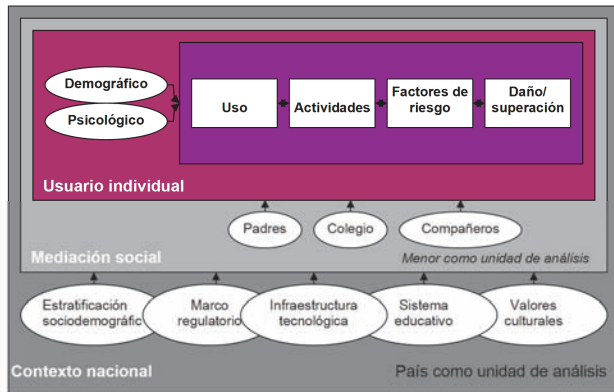 Demográfico
Psicológico
Uso
Actividades
Factores de
riesgo
Daño/
superación
Usuario individual
Padres
Colegio
Compañeros
Mediación social
Menor como unidad de análisis
Estratificación
sociodemográfic
Marco
regulatorio
Infraestructura
tecnológica
Sistema
educativo
Valores
culturales
Contexto nacional
País como unidad de análisis